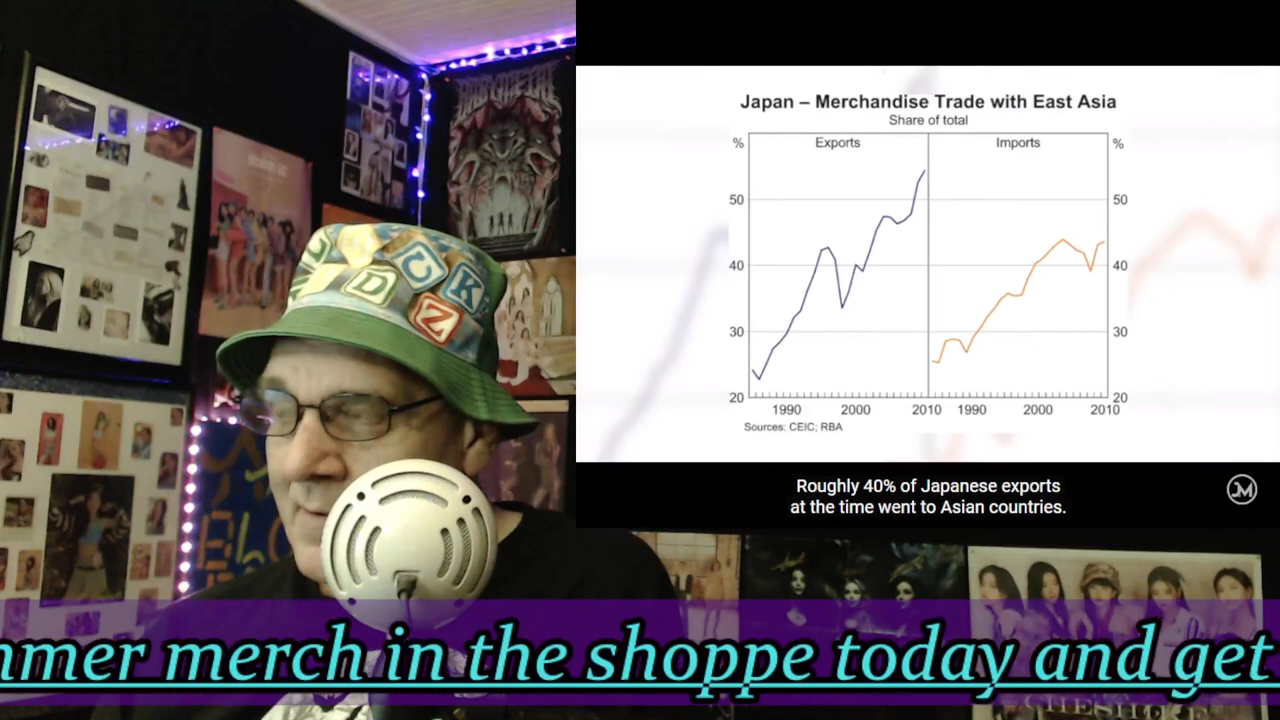 BABYMETAL
Japan – Merchandise Trade with East Asia
Share of total
% Exports Imports %
50 50
40 40
30 30
20 20
1990 2000 2010 1990 2000 2010
Sources: CEIC; RBA
C K
D
Z
JM
Roughly 40% of Japanese exports
at the time went to Asian countries.
mmer merch in the shoppe today and get